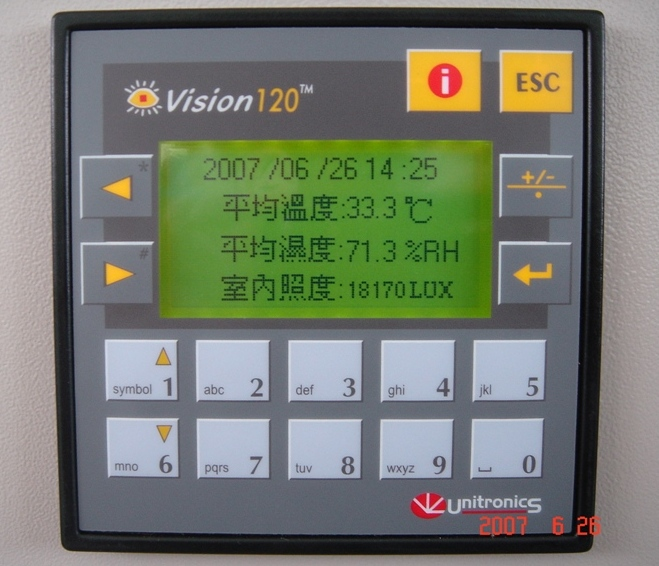 Vision120™
i
ESC
2007 /06 /26 14 :25
平均溫度:33.3℃
平均濕度:71.3 %RH
室內照度:18170LUX
*
+/-
#
symbol 1
abc 2
def 3
ghi 4
jkl 5
mno 6
pqrs 7
tuv 8
wxyz 9
⎵ 0
Unitronics
2007 6 26